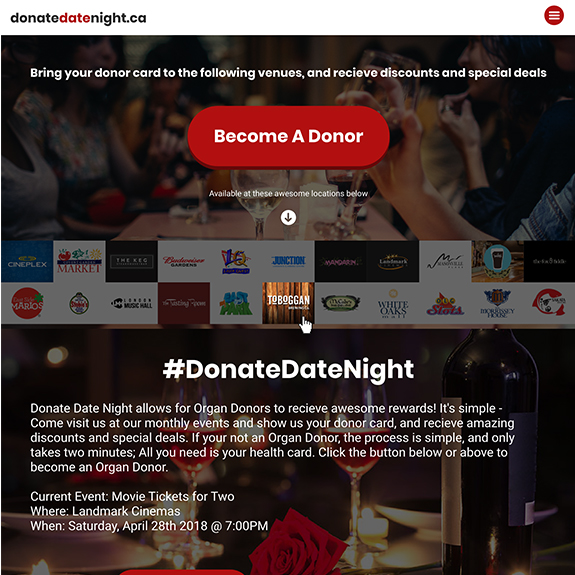 donatedatenight.ca
Bring your donor card to the following venues, and recieve discounts and special deals
Become A Donor
Available at these awesome locations below
CINEPLEX
MARKET
THE KEG
Budweiser
GARDENS
JUNCTION
MANDARIN
Landmark
MARIOS
LONDON
MUSIC HALL
The Tasting Room
PARK
TOBOGGAN
WHITE
OAKS
mall
Slots
#DonateDateNight
Donate Date Night allows for Organ Donors to recieve awesome rewards! It's simple -
Come visit us at our monthly events and show us your donor card, and recieve amazing
discounts and special deals. If your not an Organ Donor, the process is simple, and only
takes two minutes; All you need is your health card. Click the button below or above to
become an Organ Donor.
Current Event: Movie Tickets for Two
Where: Landmark Cinemas
When: Saturday, April 28th 2018 @ 7:00PM